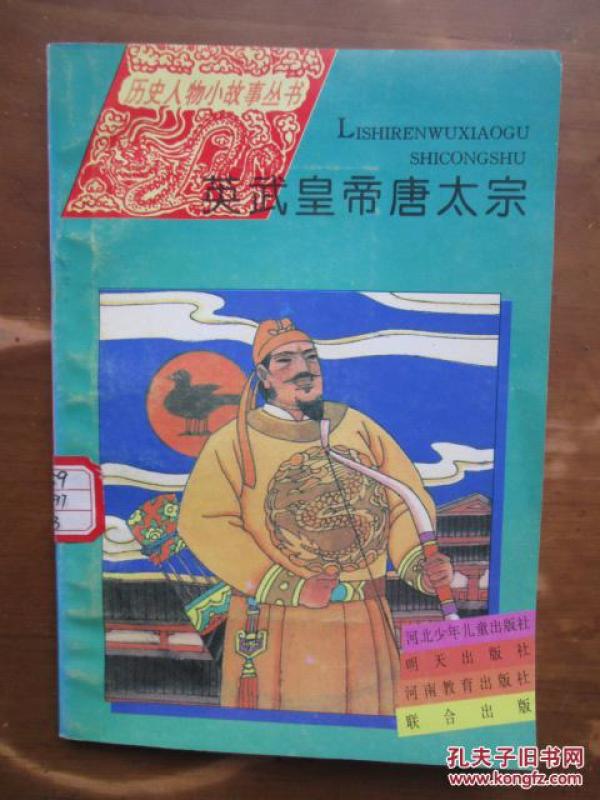 历史人物小故事丛书
LISHIRENWUXIAOGU
SHICONGSHU
英武皇帝唐太宗
河北少年儿童出版社
明天出版社
河南教育出版社
联合出版
孔夫子旧书网
www.kongfz.com